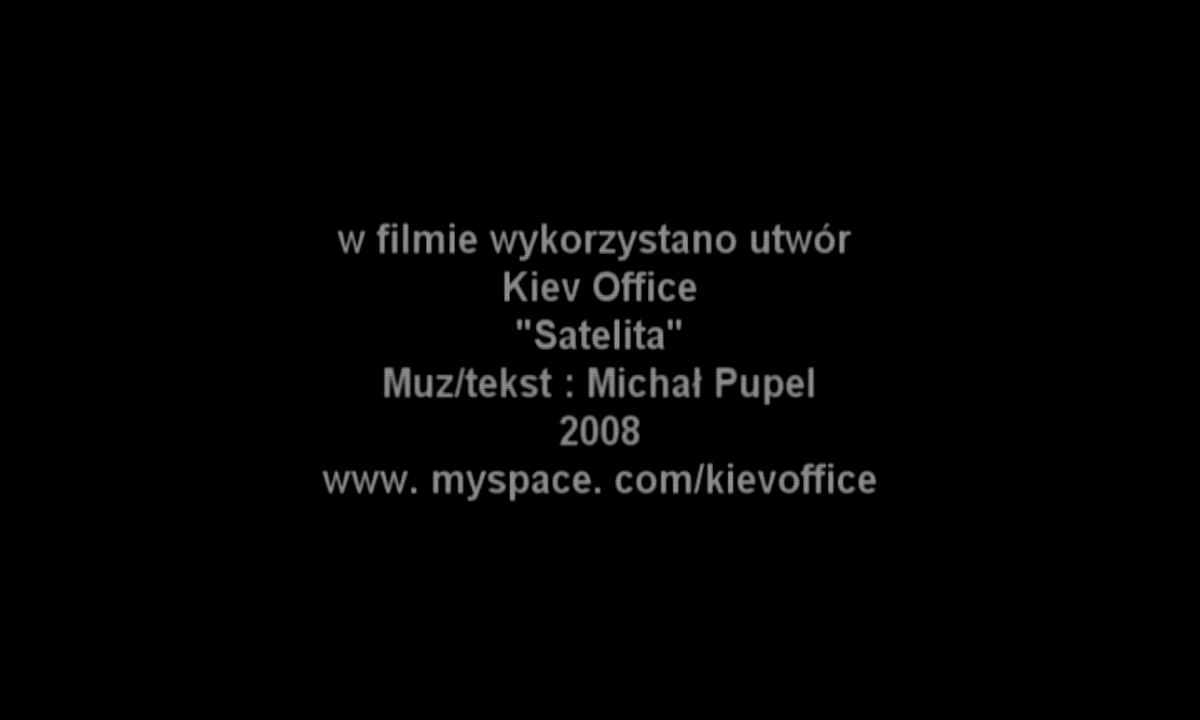 w filmie wykorzystano utwór
Kiev Office
"Satelita"
Muz/tekst : Michał Pupel
2008
www. myspace. com/kievoffice